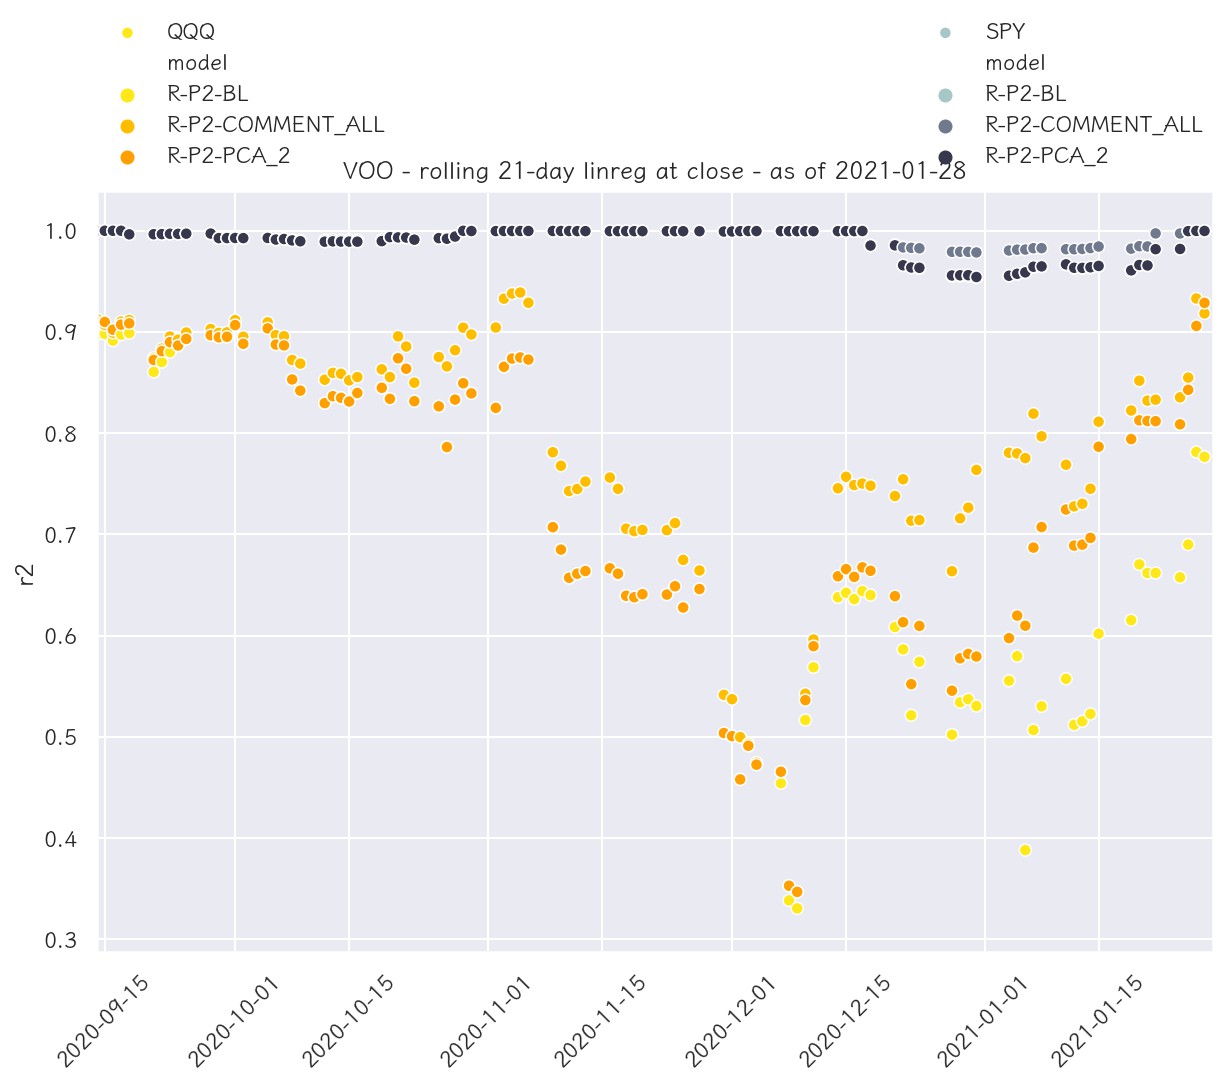 QQQ
model
R-P2-BL
R-P2-COMMENT_ALL
R-P2-PCA_2
SPY
model
R-P2-BL
R-P2-COMMENT_ALL
R-P2-PCA_2
VOO - rolling 21-day linreg at close - as of 2021-01-28
r2
1.0
0.9
0.8
0.7
0.6
0.5
0.4
0.3
2020-09-15
2020-10-01
2020-10-15
2020-11-01
2020-11-15
2020-12-01
2020-12-15
2021-01-01
2021-01-15